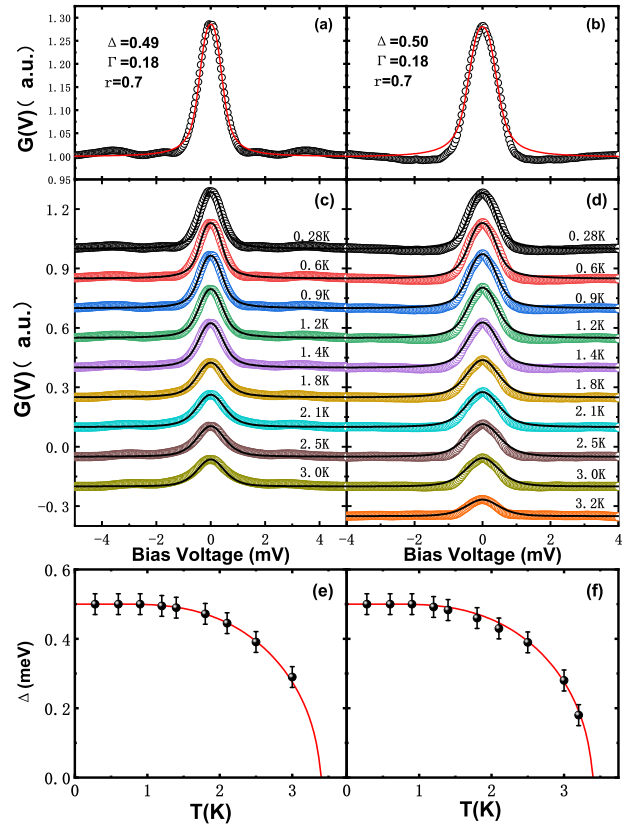 (a)
Δ=0.49
Γ=0.18
r=0.7
(b)
Δ=0.50
Γ=0.18
r=0.7
G(V)( a.u.)
1.30
1.25
1.20
1.15
1.10
1.05
1.00
0.95
(c)
0.28K
0.6K
0.9K
1.2K
1.4K
1.8K
2.1K
2.5K
3.0K
(d)
0.28K
0.6K
0.9K
1.2K
1.4K
1.8K
2.1K
2.5K
3.0K
3.2K
G(V)( a.u.)
1.2
0.9
0.6
0.3
0.0
−0.3
−4 −2 0 2 4
−4 −2 0 2 4
Bias Voltage (mV)
Bias Voltage (mV)
(e)
(f)
Δ (meV)
0.6
0.4
0.2
0.0
0 1 2 3
0 1 2 3
T(K)
T(K)